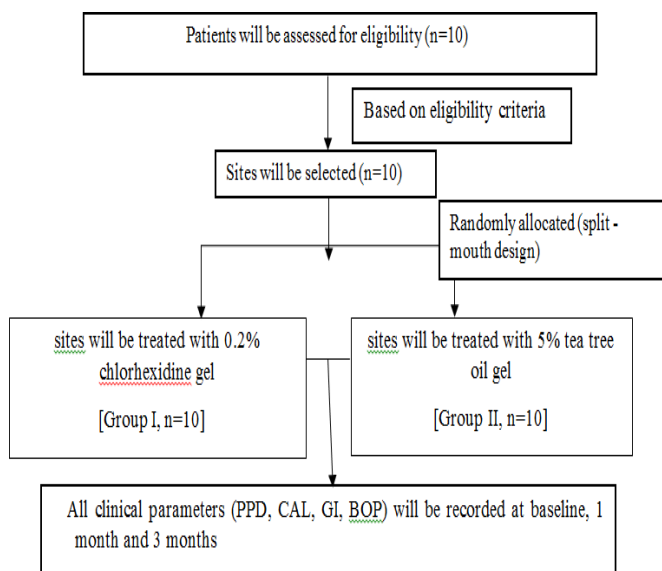 Patients will be assessed for eligibility (n=10)
Based on eligibility criteria
Sites will be selected (n=10)
Randomly allocated (split -
mouth design)
sites will be treated with 0.2%
chlorhexidine gel
[Group I, n=10]
sites will be treated with 5% tea tree
oil gel
[Group II, n=10]
All clinical parameters (PPD, CAL, GI, BOP) will be recorded at baseline, 1
month and 3 months